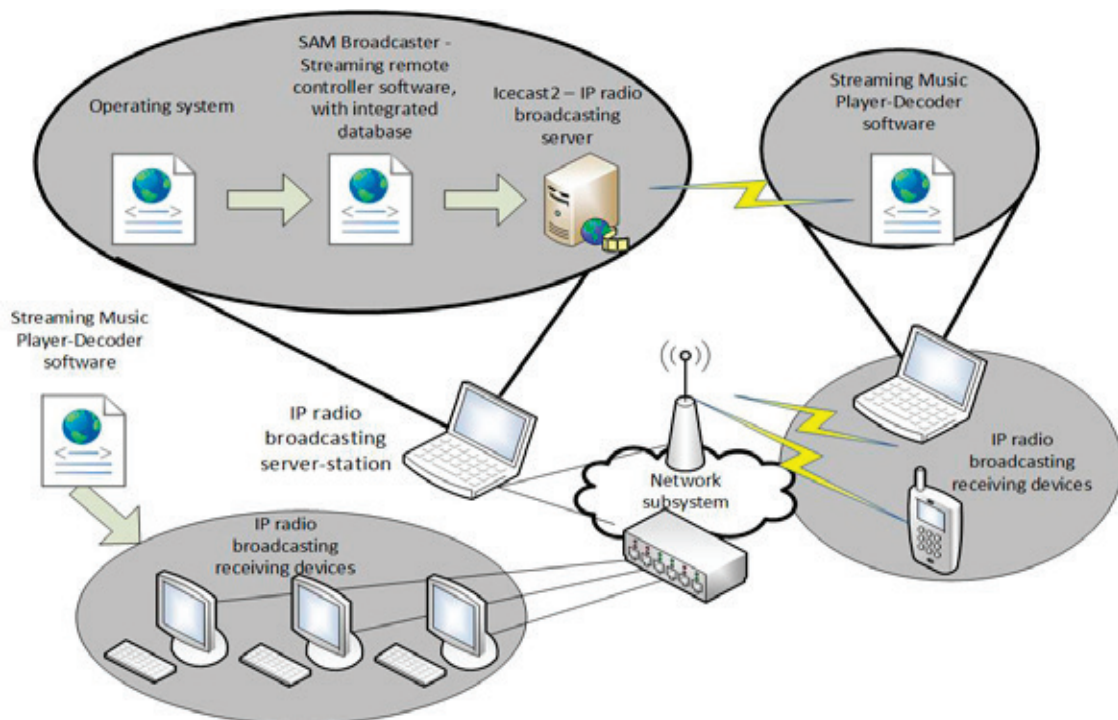 SAM Broadcaster -
Streaming remote
controller software,
with integrated
database
Operating system
Icecast2 – IP radio
broadcasting
server
Streaming Music
Player-Decoder
software
Streaming Music
Player-Decoder
software
IP radio
broadcasting
server-station
Network
subsystem
IP radio
broadcasting
receiving devices
IP radio
broadcasting
receiving devices